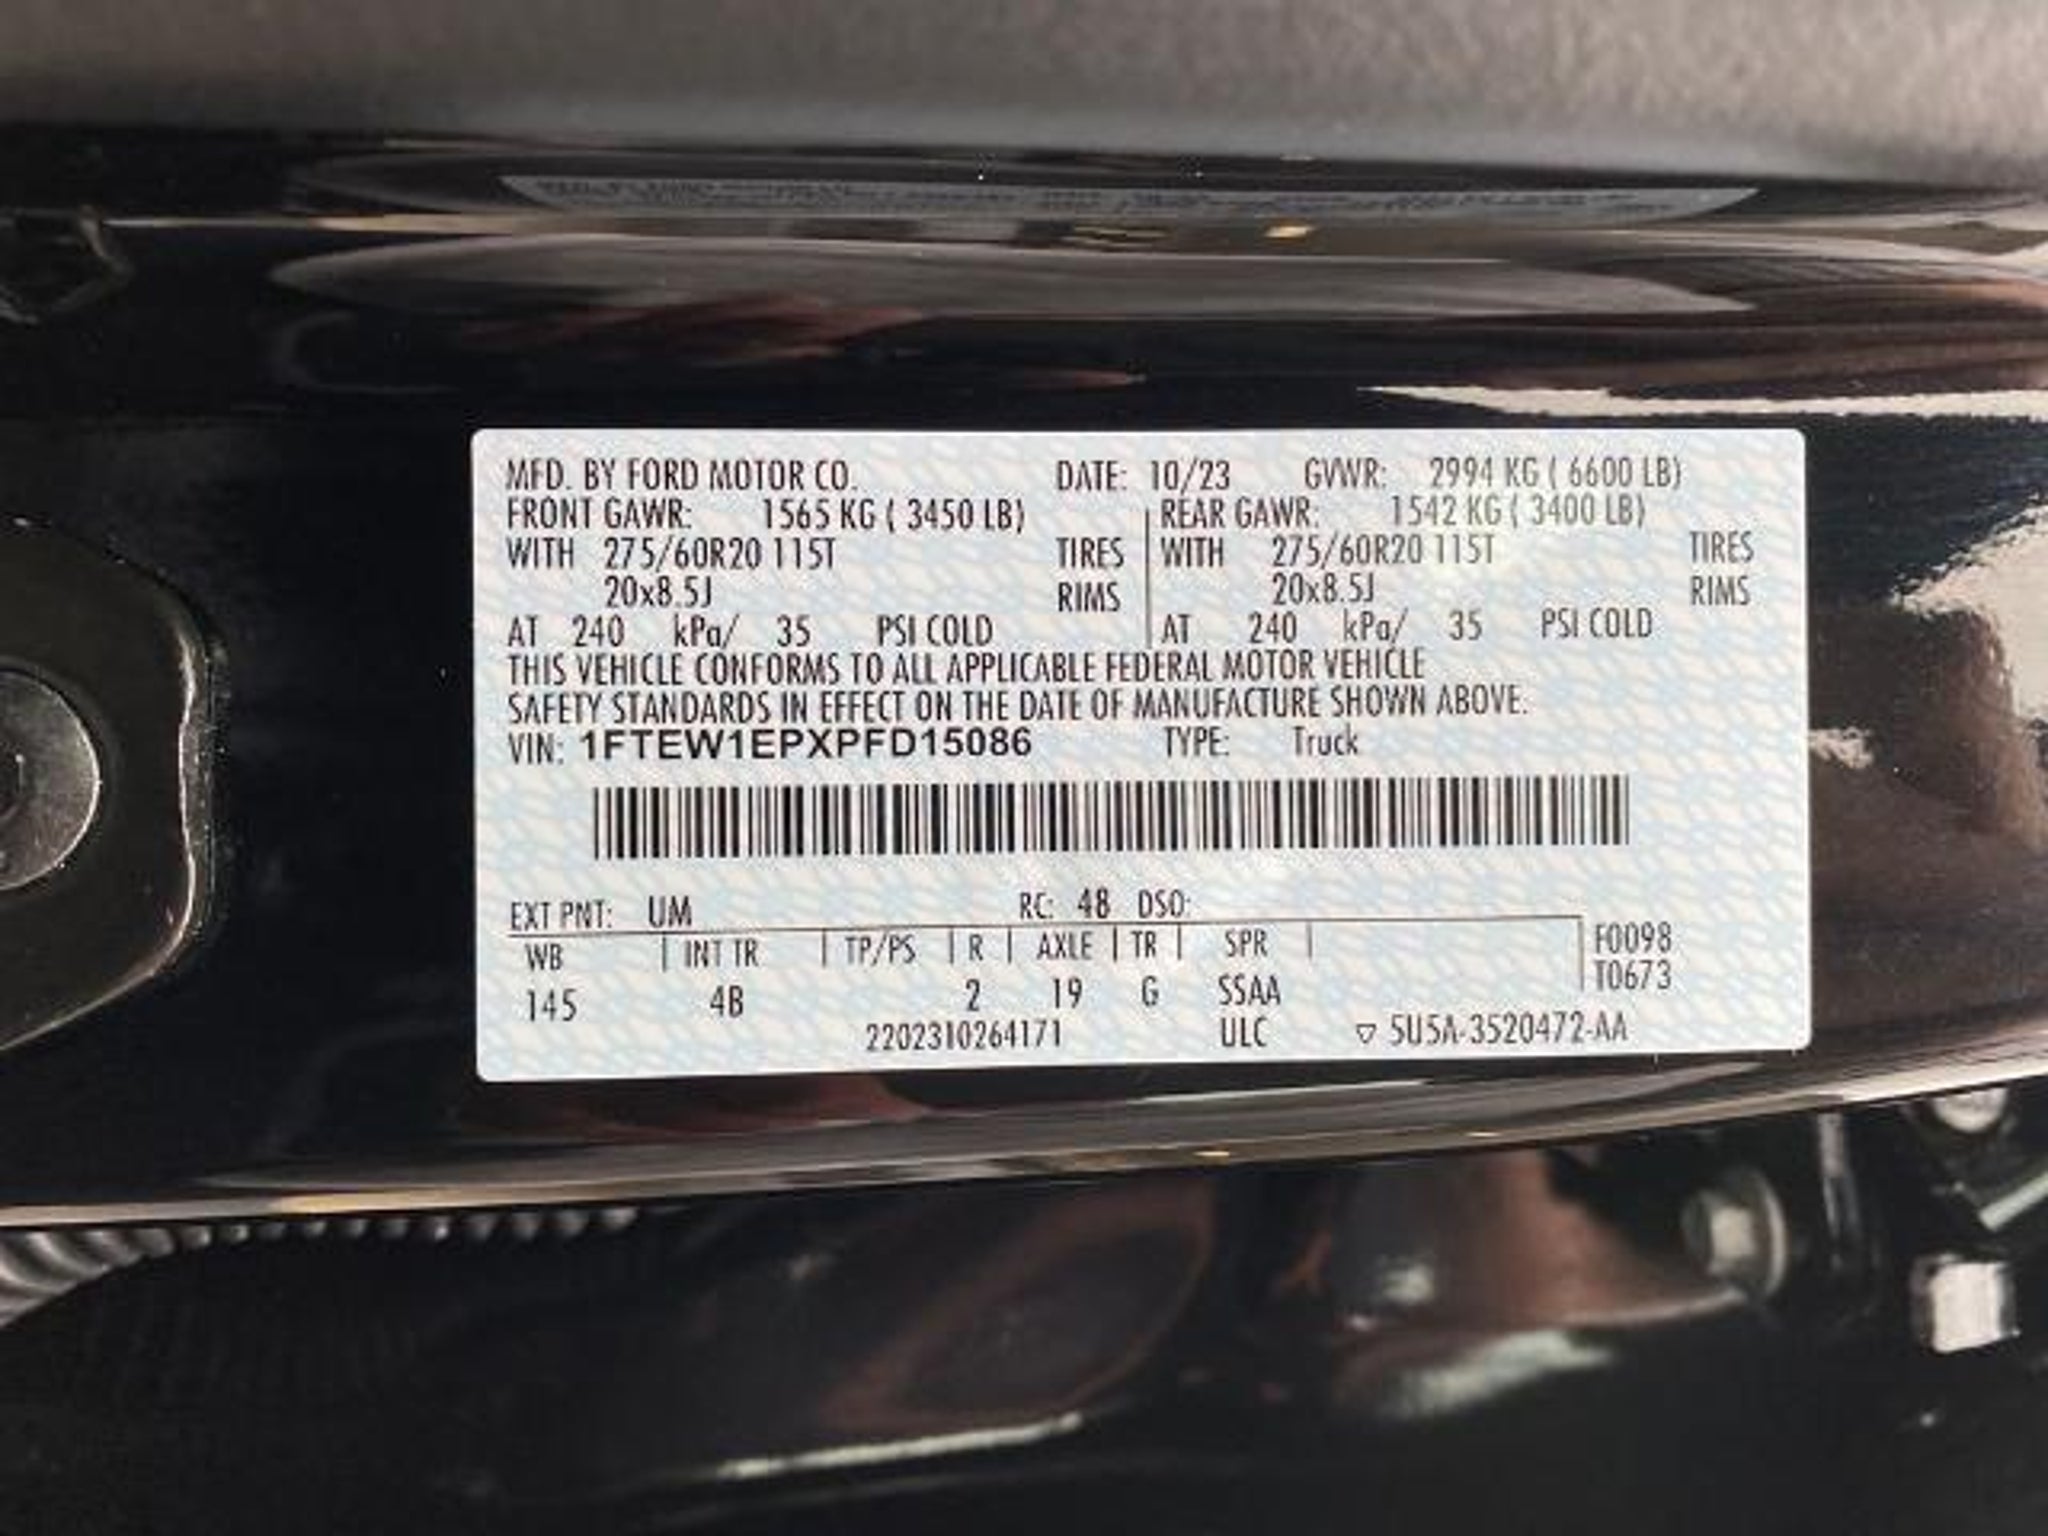 MFD. BY FORD MOTOR CO. DATE: 10/23 GVWR: 2994 KG ( 6600 LB)
FRONT GAWR: 1565 KG ( 3450 LB) REAR GAWR: 1542 KG ( 3400 LB)
WITH 275/60R20 115T TIRES WITH 275/60R20 115T TIRES
20x8.5J RIMS 20x8.5J RIMS
AT 240 kPa/ 35 PSI COLD AT 240 kPa/ 35 PSI COLD
THIS VEHICLE CONFORMS TO ALL APPLICABLE FEDERAL MOTOR VEHICLE
SAFETY STANDARDS IN EFFECT ON THE DATE OF MANUFACTURE SHOWN ABOVE.
VIN: 1FTEW1EPXPFD15086 TYPE: Truck
EXT PNT: UM RC: 48 DSO:
WB INT TR TP/PS R AXLE TR SPR F0098
T0673
145 4B 2 19 G SSAA
2202310264171 ULC ▽ 5U5A-3520472-AA